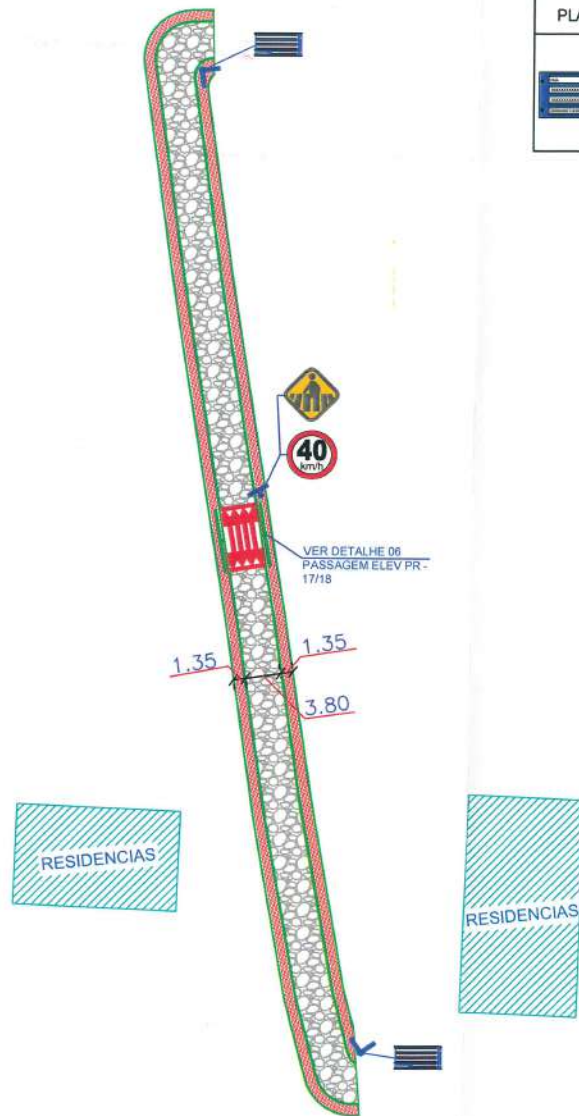 PLA
40
km/h
VER DETALHE 06
PASSAGEM ELEV PR -
17/18
1.35
1.35
3.80
RESIDENCIAS
RESIDENCIAS